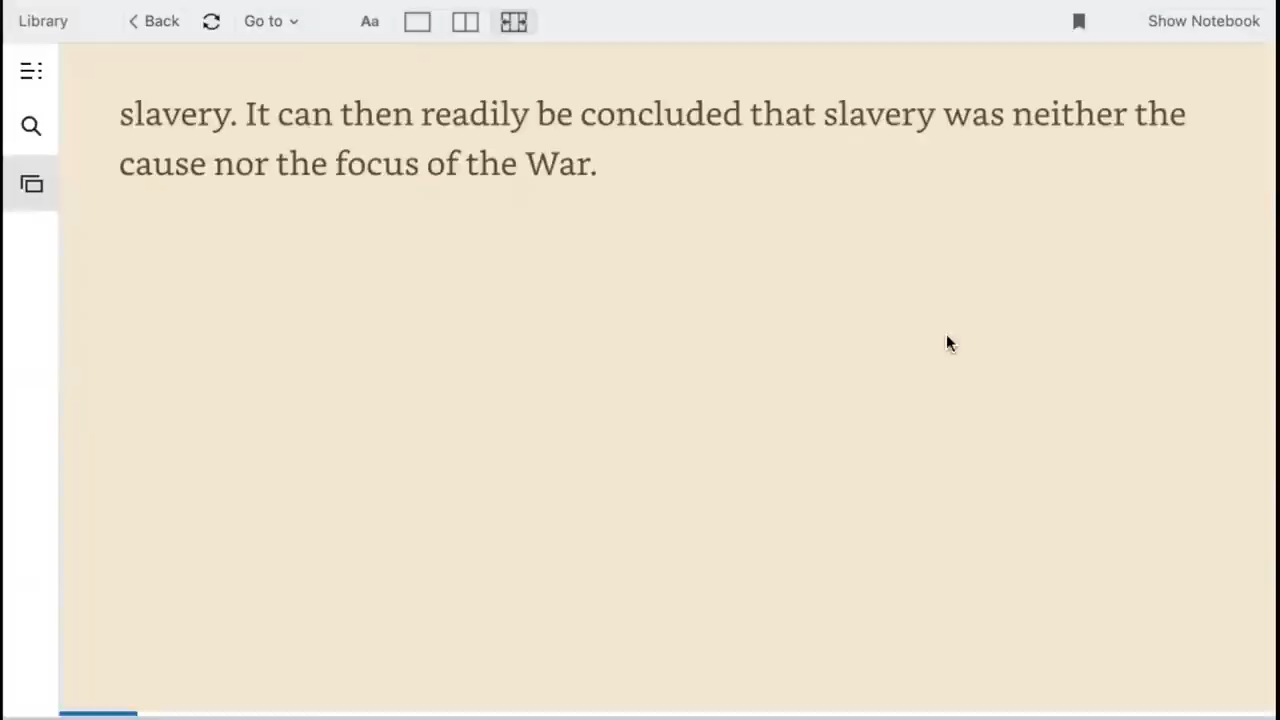 Library Back Go to Aa Show Notebook
slavery. It can then readily be concluded that slavery was neither the
cause nor the focus of the War.